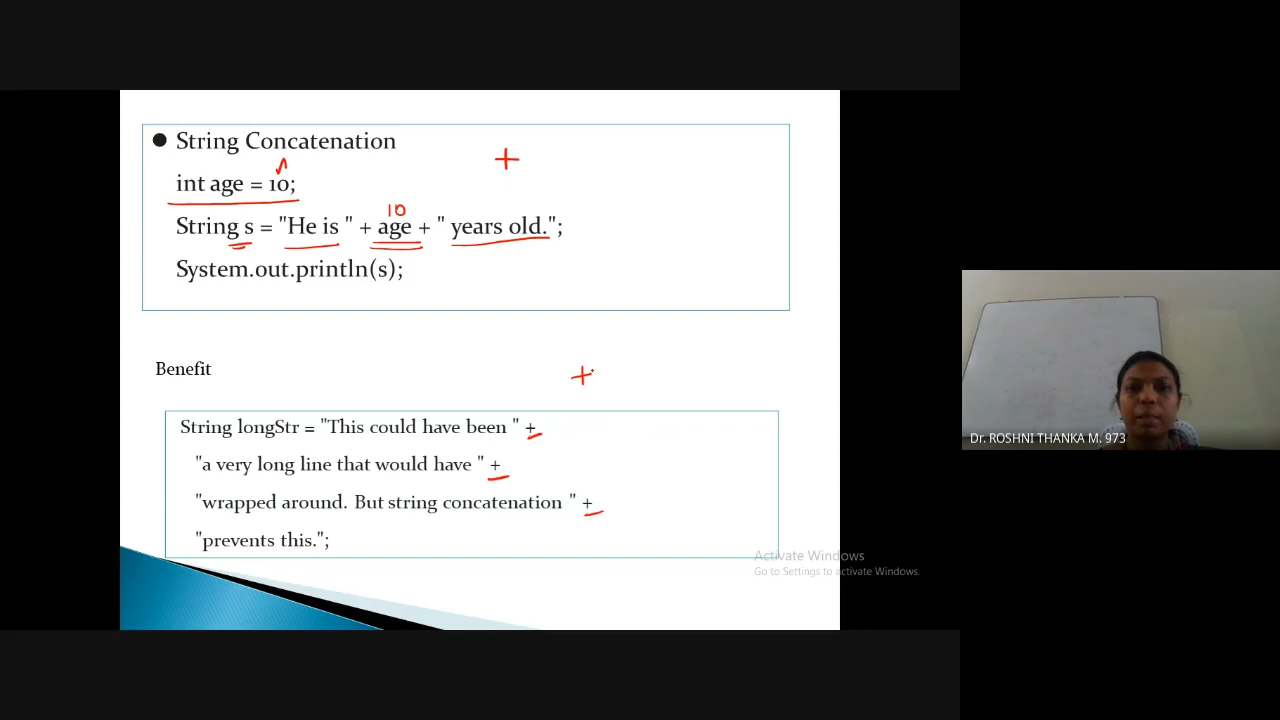 String Concatenation
+
int age = 10;
10
String s = "He is " + age + " years old.";
System.out.println(s);
Benefit
+
String longStr = "This could have been " +
"a very long line that would have " +
"wrapped around. But string concatenation " +
"prevents this.";
Activate Windows
Go to Settings to activate Windows.
Dr. ROSHNI THANKA M. 973